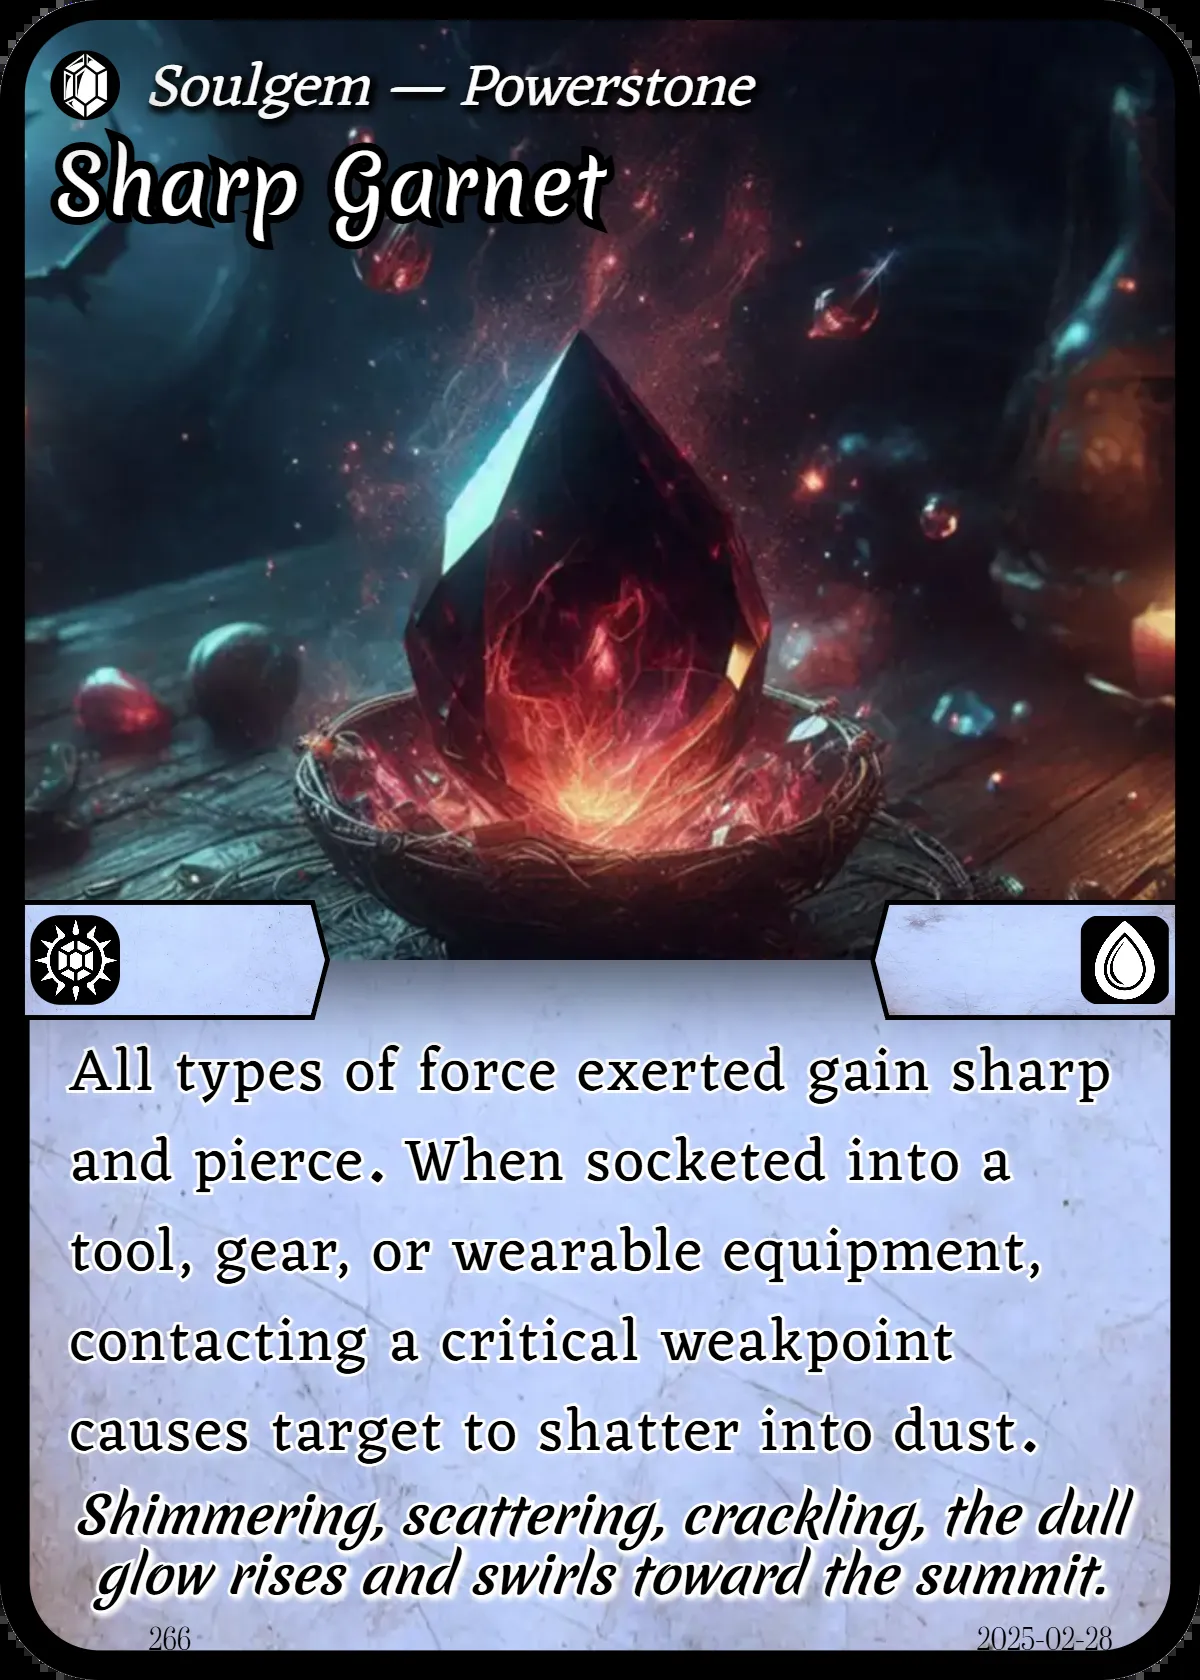 Soulgem — Powerstone
Sharp Garnet
All types of force exerted gain sharp
and pierce. When socketed into a
tool, gear, or wearable equipment,
contacting a critical weakpoint
causes target to shatter into dust.
Shimmering, scattering, crackling, the dull
glow rises and swirls toward the summit.
266 2025-02-28